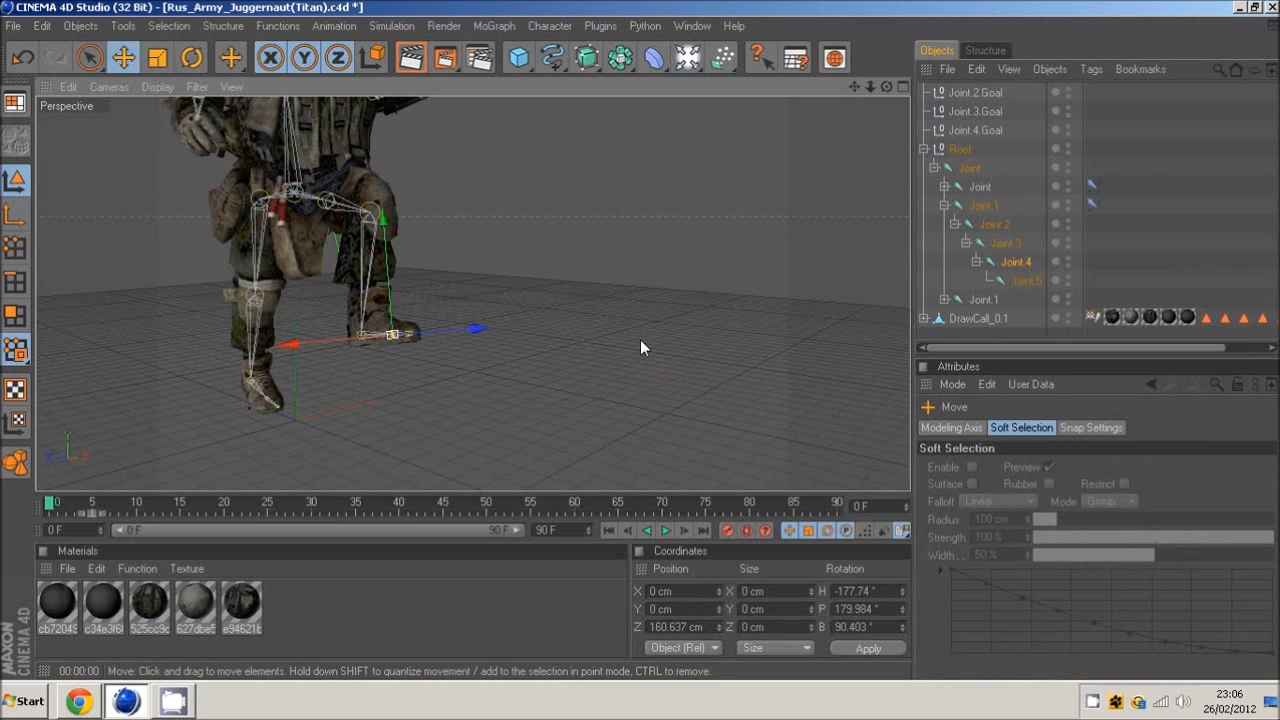 CINEMA 4D Studio (32 Bit) - [Rus_Army_Juggernaut(Titan).c4d *]
File Edit Objects Tools Selection Structure Functions Animation Simulation Render MoGraph Character Plugins Python Window Help
Objects Structure
File Edit View Objects Tags Bookmarks
Edit Cameras Display Filter View
Perspective
Joint.2.Goal
Joint.3.Goal
Joint.4.Goal
Root
Joint
Joint
Joint.1
Joint.2
Joint.3
Joint.4
Joint.5
Joint.1
DrawCall_0.1
Attributes
Mode Edit User Data
Move
Modeling Axis Soft Selection Snap Settings
Soft Selection
Enable Preview
Surface Rubber Restrict
Falloff Linear Mode Group
Radius 100 cm
Strength 100 %
Width... 50 %
Y
Z X
0 5 10 15 20 25 30 35 40 45 50 55 60 65 70 75 80 85 90 0 F
0 F 0 F 90 F 90 F
Materials
File Edit Function Texture
cb72049 c34e3f6 525cc9c 627dbe5 e94621b
Coordinates
Position Size Rotation
X 0 cm X 0 cm H -177.74 °
Y 0 cm Y 0 cm P 179.984 °
Z 160.637 cm Z 0 cm B 90.403 °
Object (Rel) Size Apply
MAXON
CINEMA 4D
00:00:00 Move: Click and drag to move elements. Hold down SHIFT to quantize movement / add to the selection in point mode, CTRL to remove.
Start
23:06
26/02/2012